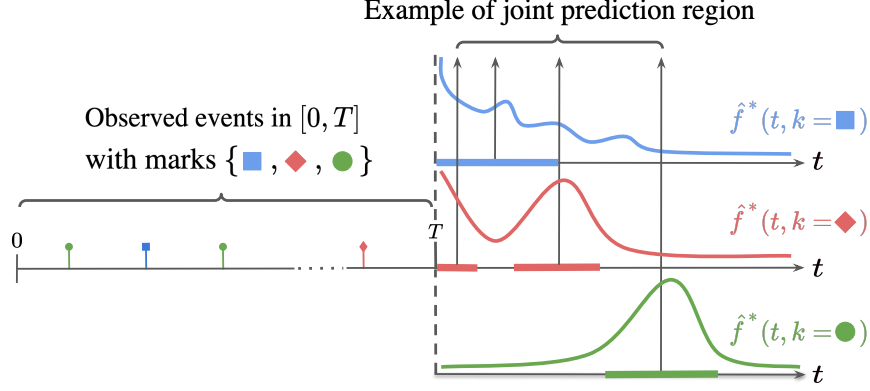 Example of joint prediction region
Observed events in [0, T]
with marks {■ , ◆ , ●}
f̂*(t, k = ■)
t
f̂*(t, k = ◆)
T
0
t
f̂*(t, k = ●)
t